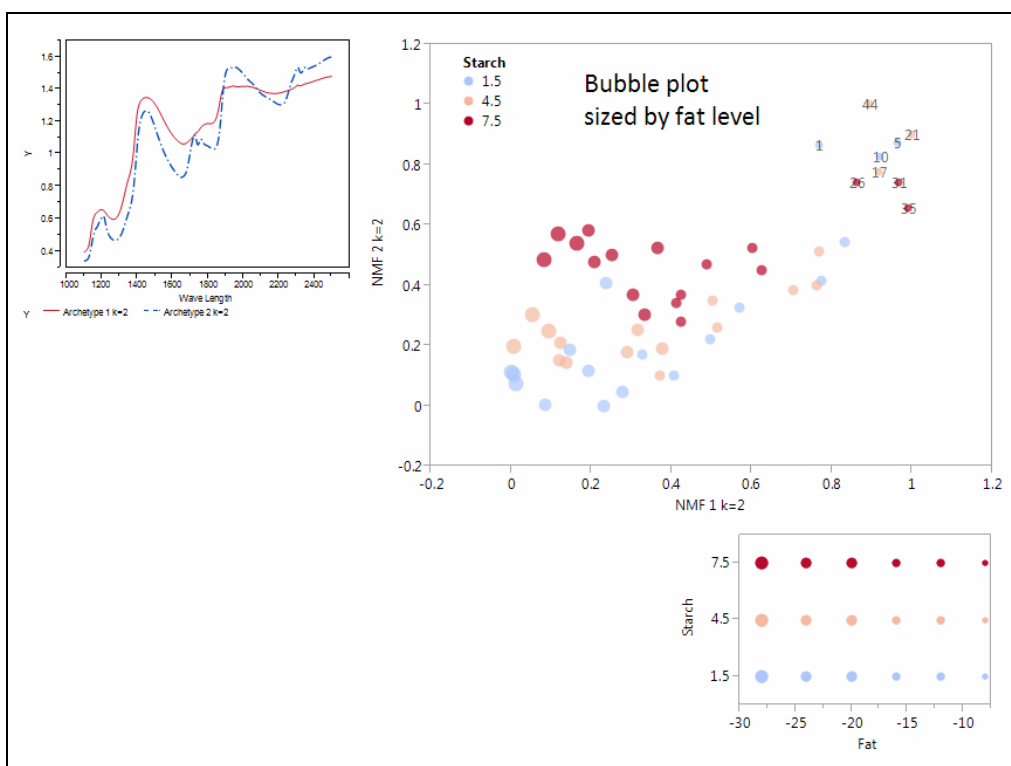 1.6
1.4
1.2
1.0
0.8
0.6
0.4
Y
1000 1200 1400 1600 1800 2000 2200 2400
Wave Length
Y Archetype 1 k=2 Archetype 2 k=2
1.2
1
0.8
0.6
0.4
0.2
0
-0.2
NMF 2 k=2
Starch
1.5
4.5
7.5
Bubble plot
sized by fat level
44
21
1
5
10
17
26
31
35
-0.2 0 0.2 0.4 0.6 0.8 1 1.2
NMF 1 k=2
7.5
4.5
1.5
Starch
-30 -25 -20 -15 -10
Fat